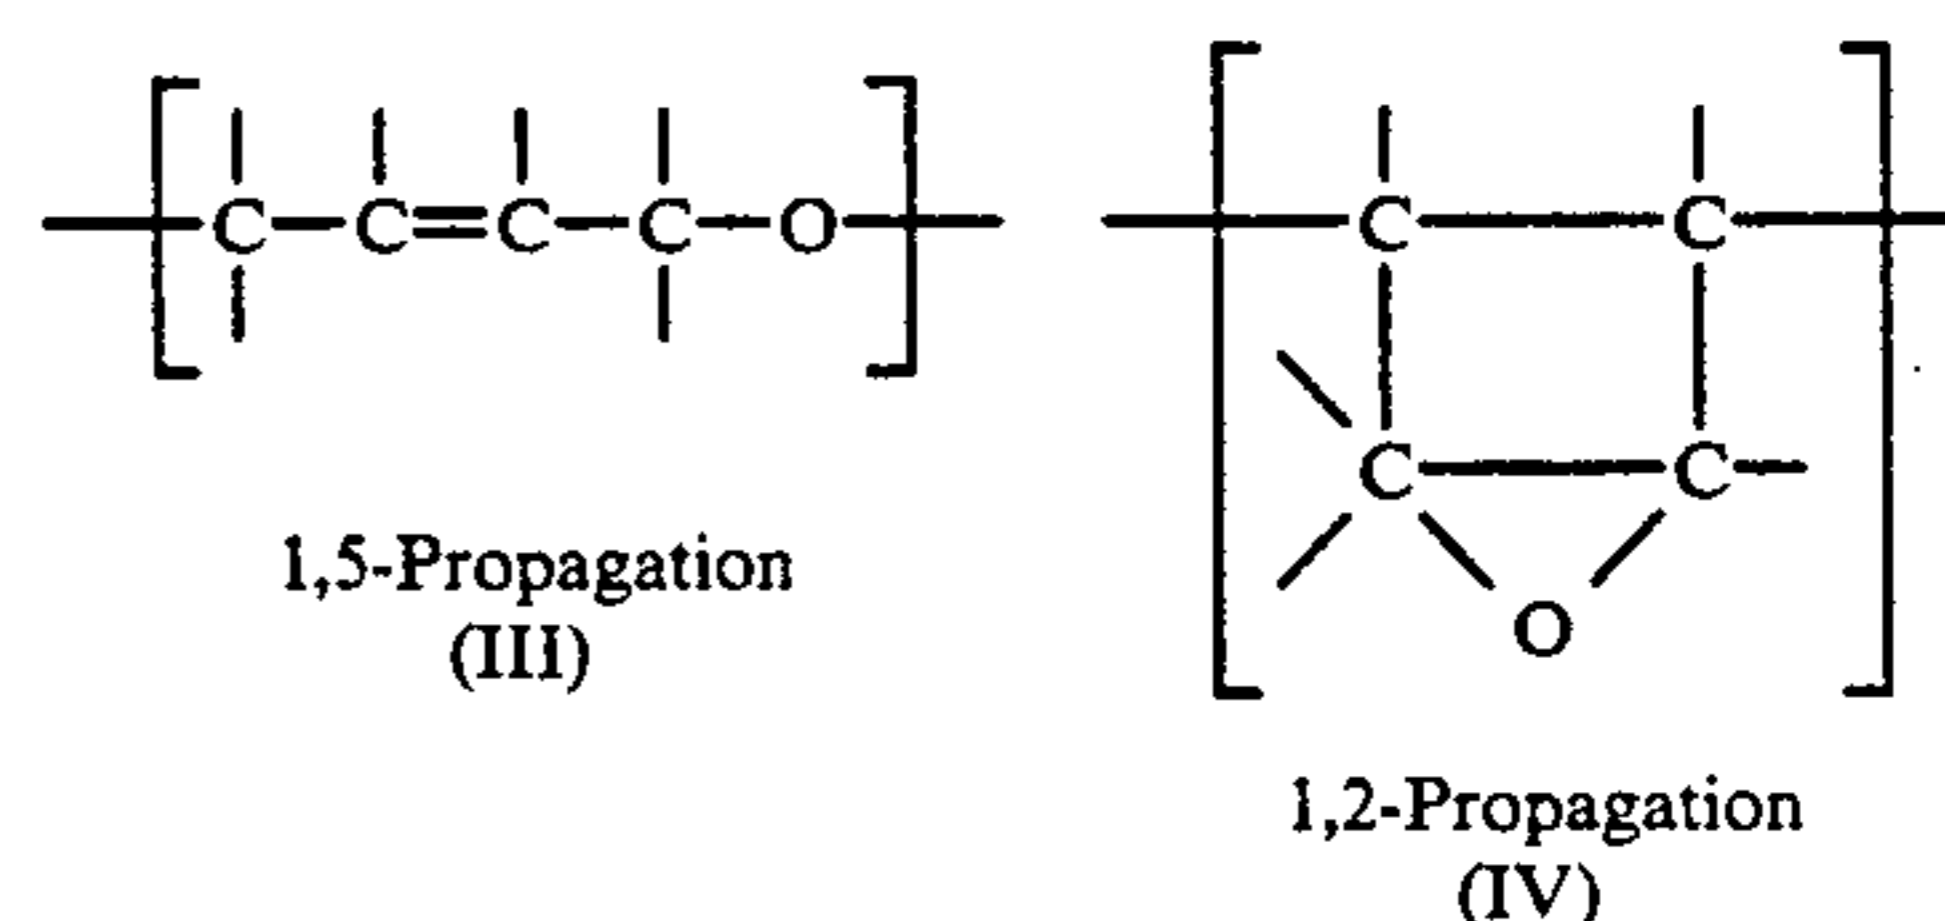 C C C C O
1,5-Propagation
(III)
C C
C C
O
1,2-Propagation
(IV)